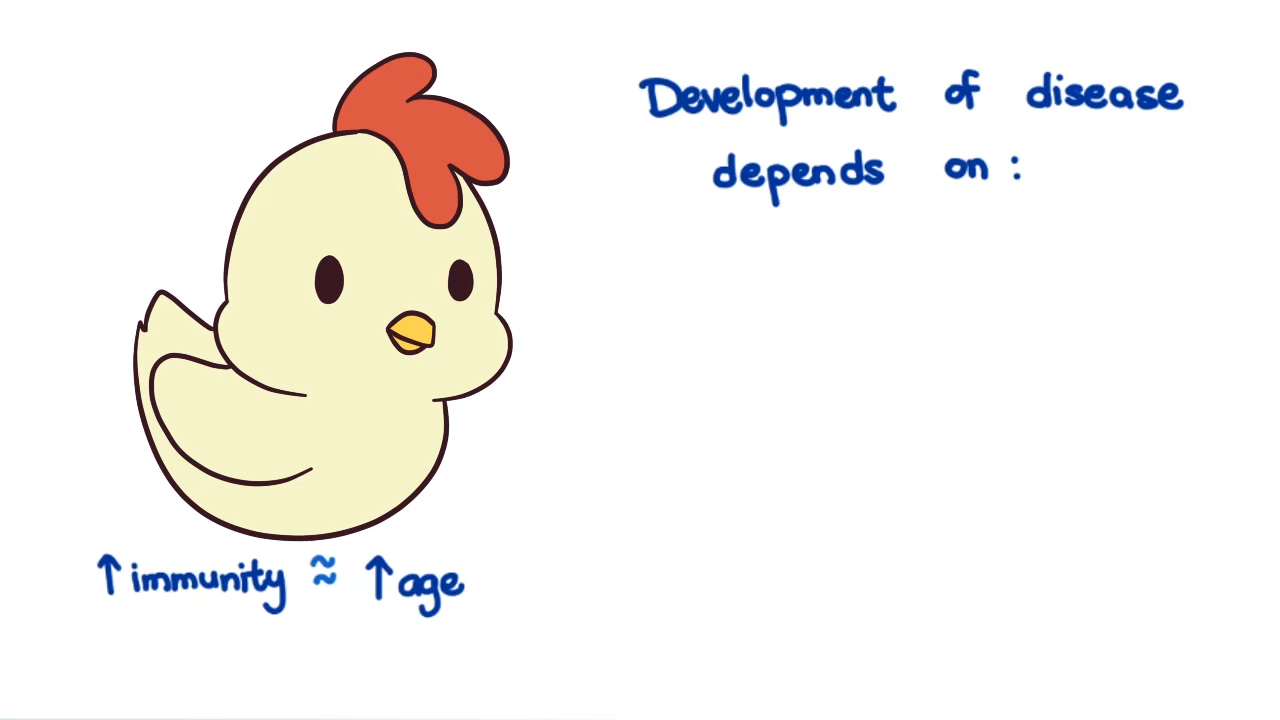 Development of disease
depends on :
↑ immunity ≈ ↑ age